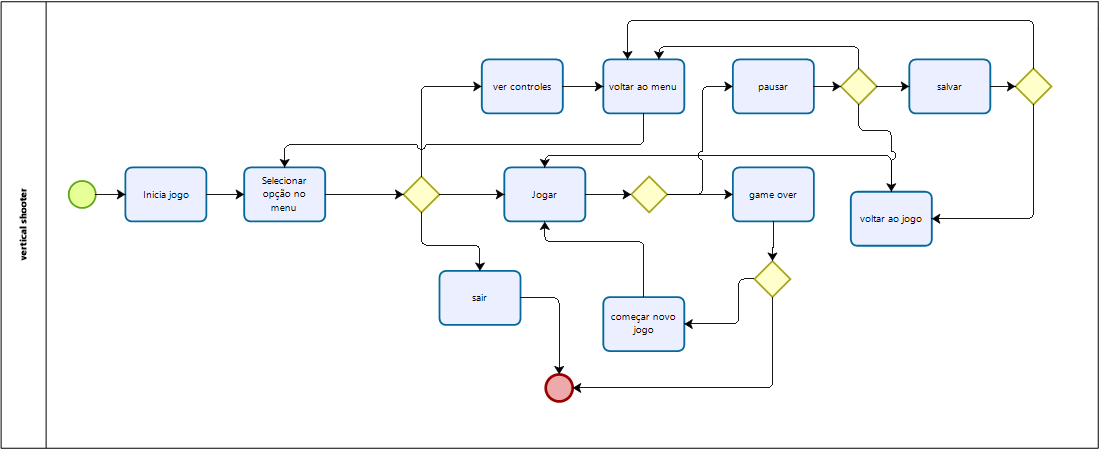 vertical shooter
ver controles
voltar ao menu
pausar
salvar
Inicia jogo
Selecionar
opção no
menu
Jogar
game over
voltar ao jogo
sair
começar novo
jogo